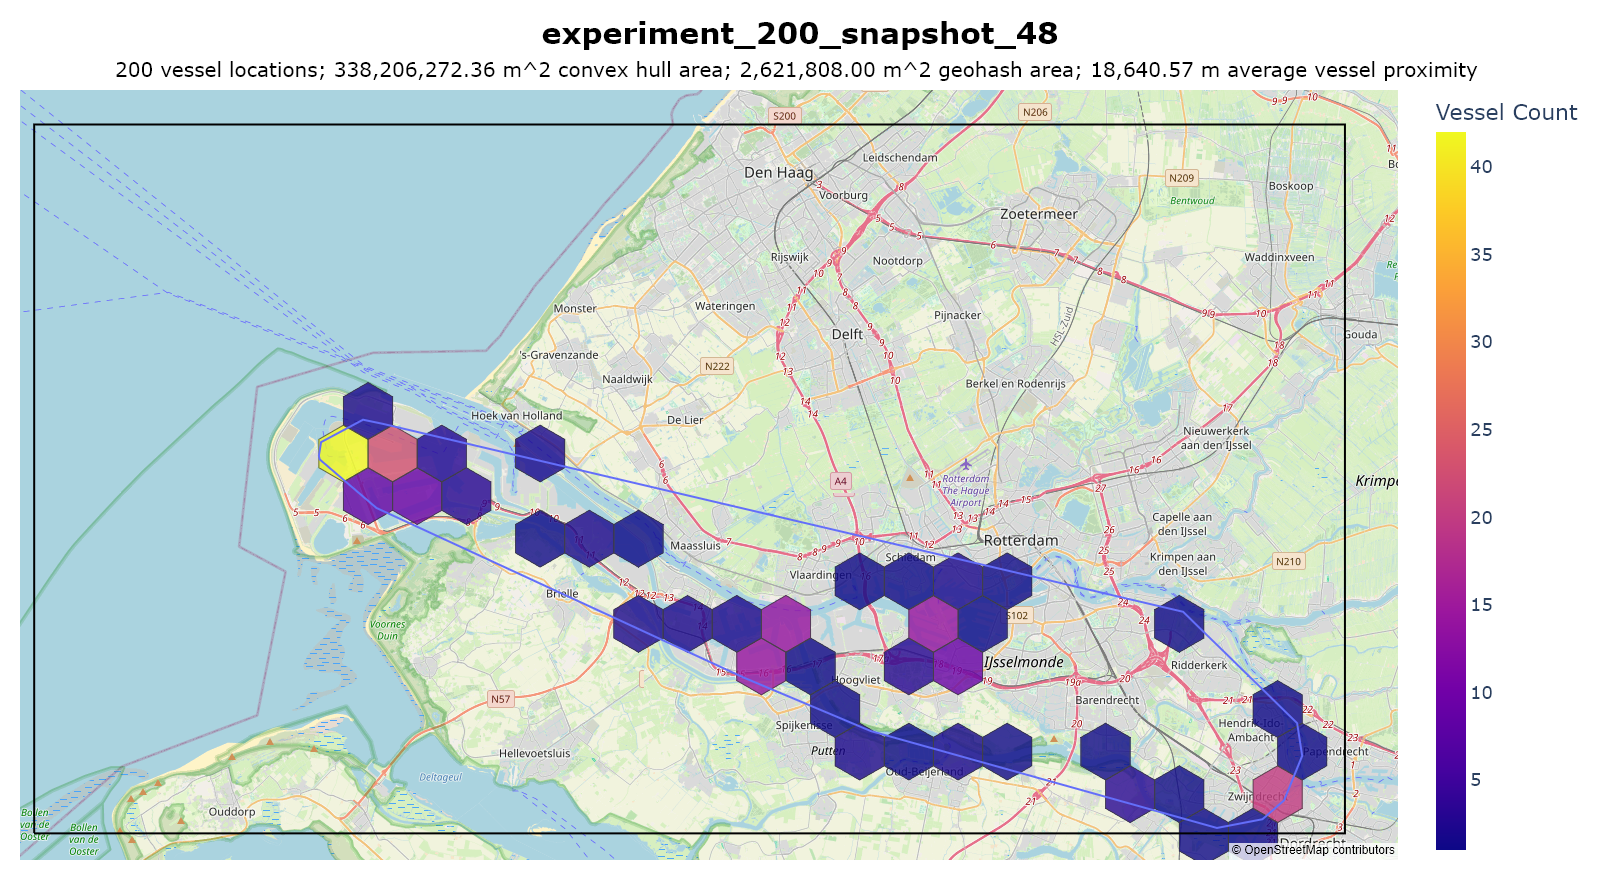 experiment_200_snapshot_48
200 vessel locations; 338,206,272.36 m^2 convex hull area; 2,621,808.00 m^2 geohash area; 18,640.57 m average vessel proximity
Vessel Count
40
35
30
25
20
15
10
5
S200
N206
Leidschendam
Den Haag
Voorburg
N209
Boskoop
Bentwoud
Zoetermeer
Rijswijk
Nootdorp
Waddinxveen
Monster
Wateringen
Pijnacker
HSL-Zuid
Delft
Gouda
's-Gravenzande
N222
Naaldwijk
Berkel en Rodenrijs
Hoek van Holland
De Lier
Nieuwerkerk
aan den IJssel
A4
Rotterdam
The Hague
Airport
Krimpe
Capelle aan
den IJssel
Maassluis
Rotterdam
Schiedam
Krimpen aan
den IJssel
N210
Vlaardingen
Brielle
S102
Voornes
Duin
IJsselmonde
Ridderkerk
Hoogvliet
N57
Barendrecht
Spijkenisse
Hendrik-Ido-
Ambacht
Putten
Papendrecht
Hellevoetsluis
Oud-Beijerland
Deltageul
Zwijndrecht
Ouddorp
Bollen
van de
Ooster
Bollen
van de
Ooster
Dordrecht
© OpenStreetMap contributors